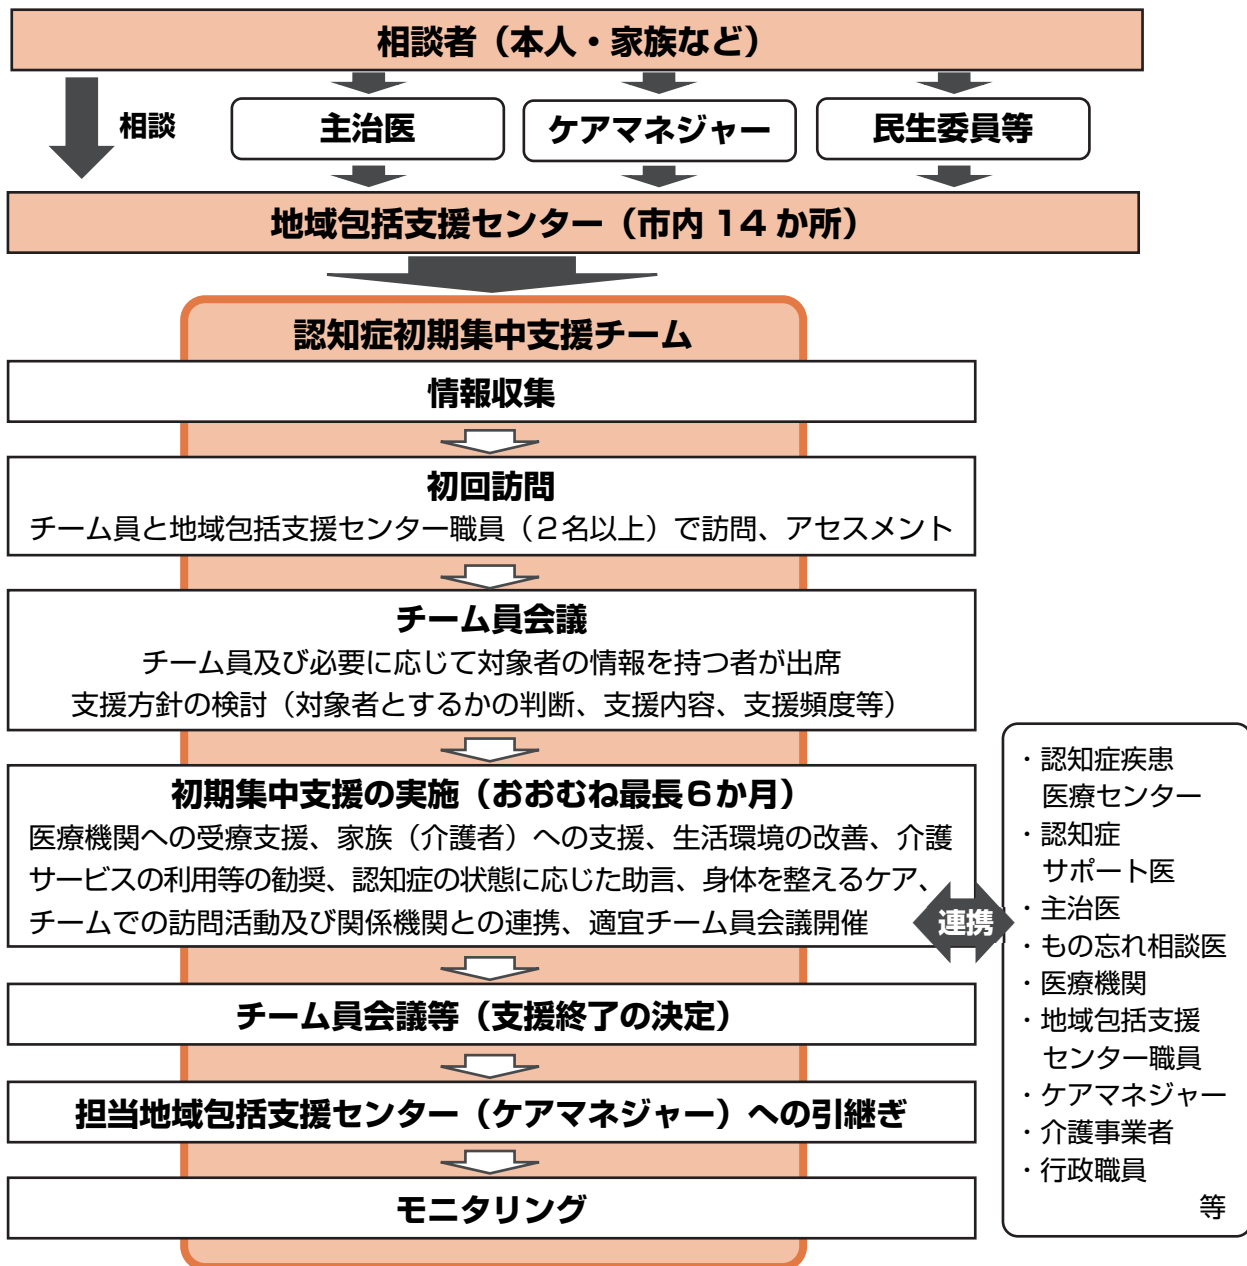 相談者（本人・家族など）
相談
主治医
ケアマネジャー
民生委員等
地域包括支援センター（市内 14 か所）
認知症初期集中支援チーム
情報収集
初回訪問
チーム員と地域包括支援センター職員（２名以上）で訪問、アセスメント
チーム員会議
チーム員及び必要に応じて対象者の情報を持つ者が出席
支援方針の検討（対象者とするかの判断、支援内容、支援頻度等）
初期集中支援の実施（おおむね最長６か月）
医療機関への受療支援、家族（介護者）への支援、生活環境の改善、介護
サービスの利用等の勧奨、認知症の状態に応じた助言、身体を整えるケア、
チームでの訪問活動及び関係機関との連携、適宜チーム員会議開催
連携
・認知症疾患
医療センター
・認知症
サポート医
・主治医
・もの忘れ相談医
・医療機関
・地域包括支援
センター職員
・ケアマネジャー
・介護事業者
・行政職員
等
チーム員会議等（支援終了の決定）
担当地域包括支援センター（ケアマネジャー）への引継ぎ
モニタリング